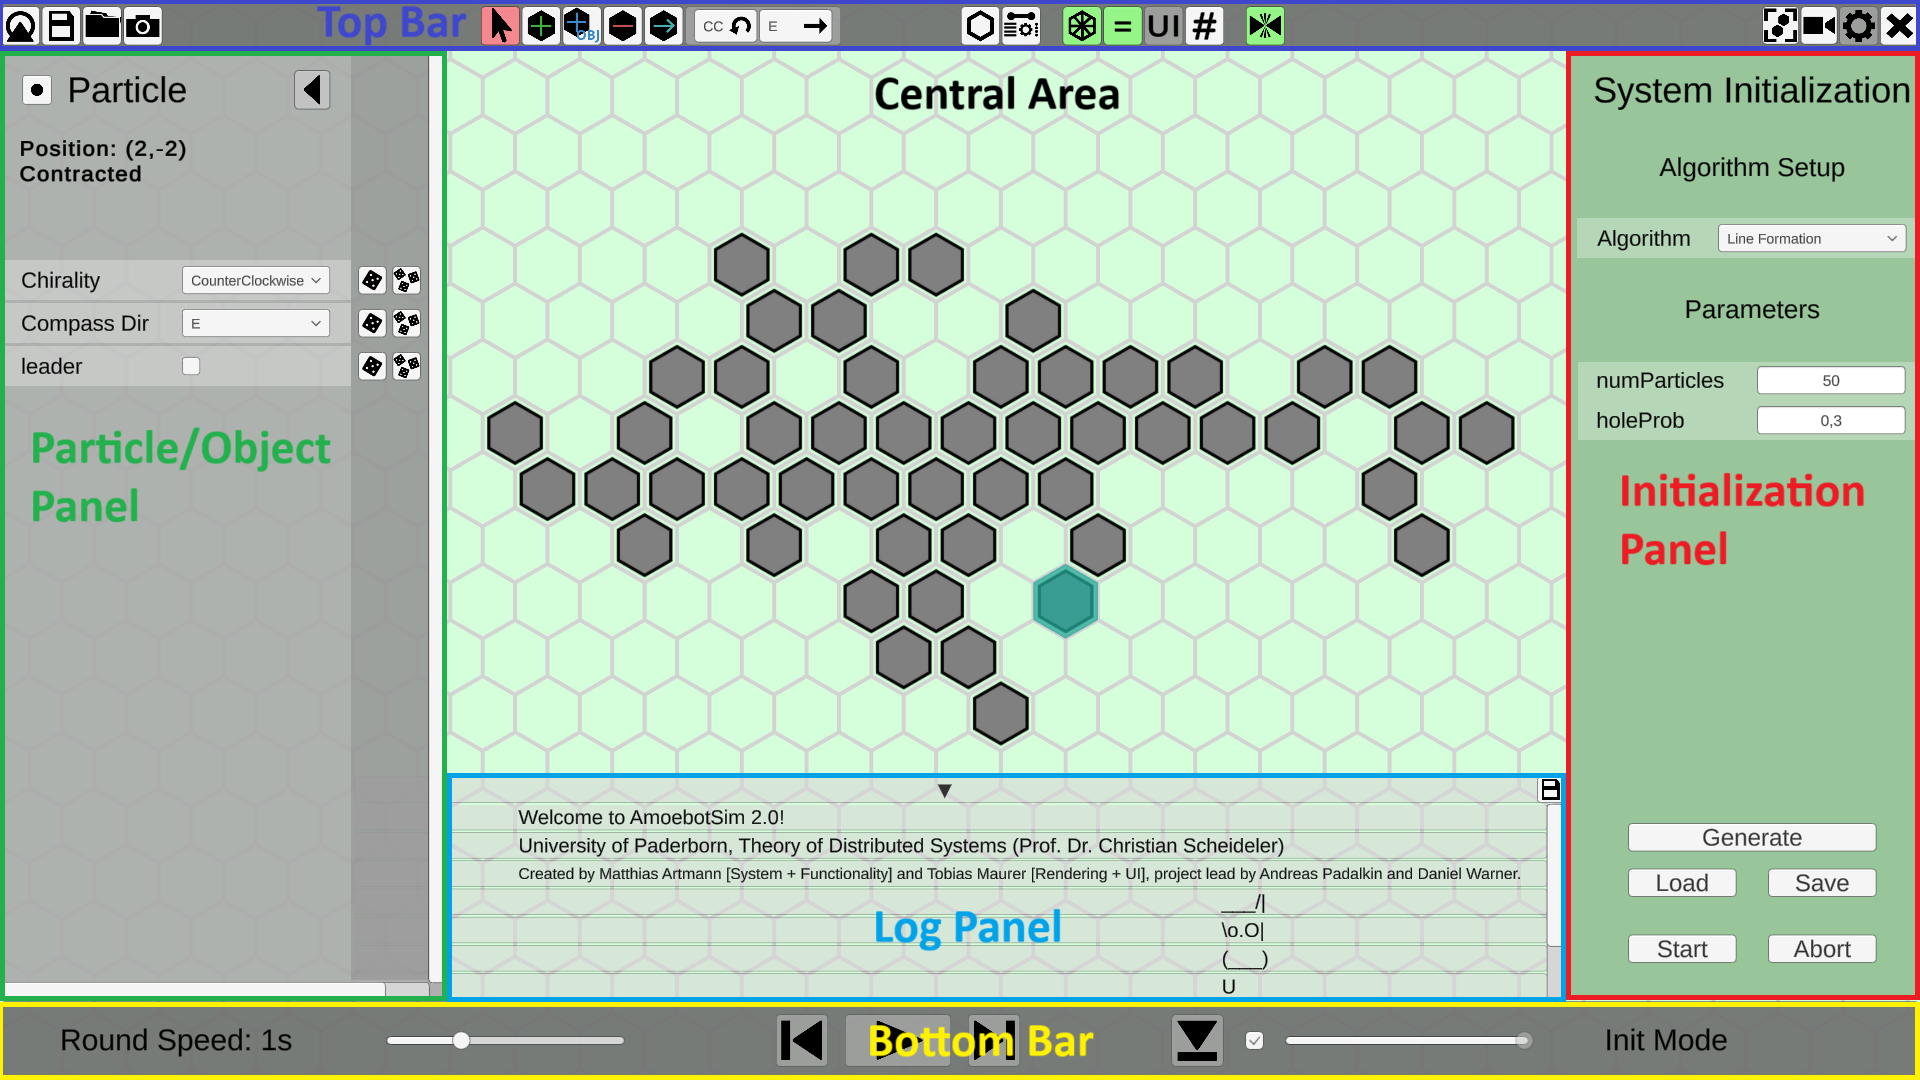 Top Bar
OBJ
CC
E
=
UI
#
Particle
Position: (2,-2)
Contracted
Chirality
CounterClockwise
Compass Dir
E
leader
Particle/Object
Panel
Central Area
System Initialization
Algorithm Setup
Algorithm
Line Formation
Parameters
numParticles
50
holeProb
0,3
Initialization
Panel
Generate
Load
Save
Start
Abort
Welcome to AmoebotSim 2.0!
University of Paderborn, Theory of Distributed Systems (Prof. Dr. Christian Scheideler)
Created by Matthias Artmann [System + Functionality] and Tobias Maurer [Rendering + UI], project lead by Andreas Padalkin and Daniel Warner.
___/|
\o.O|
(___)
U
Log Panel
Round Speed: 1s
Bottom Bar
Init Mode